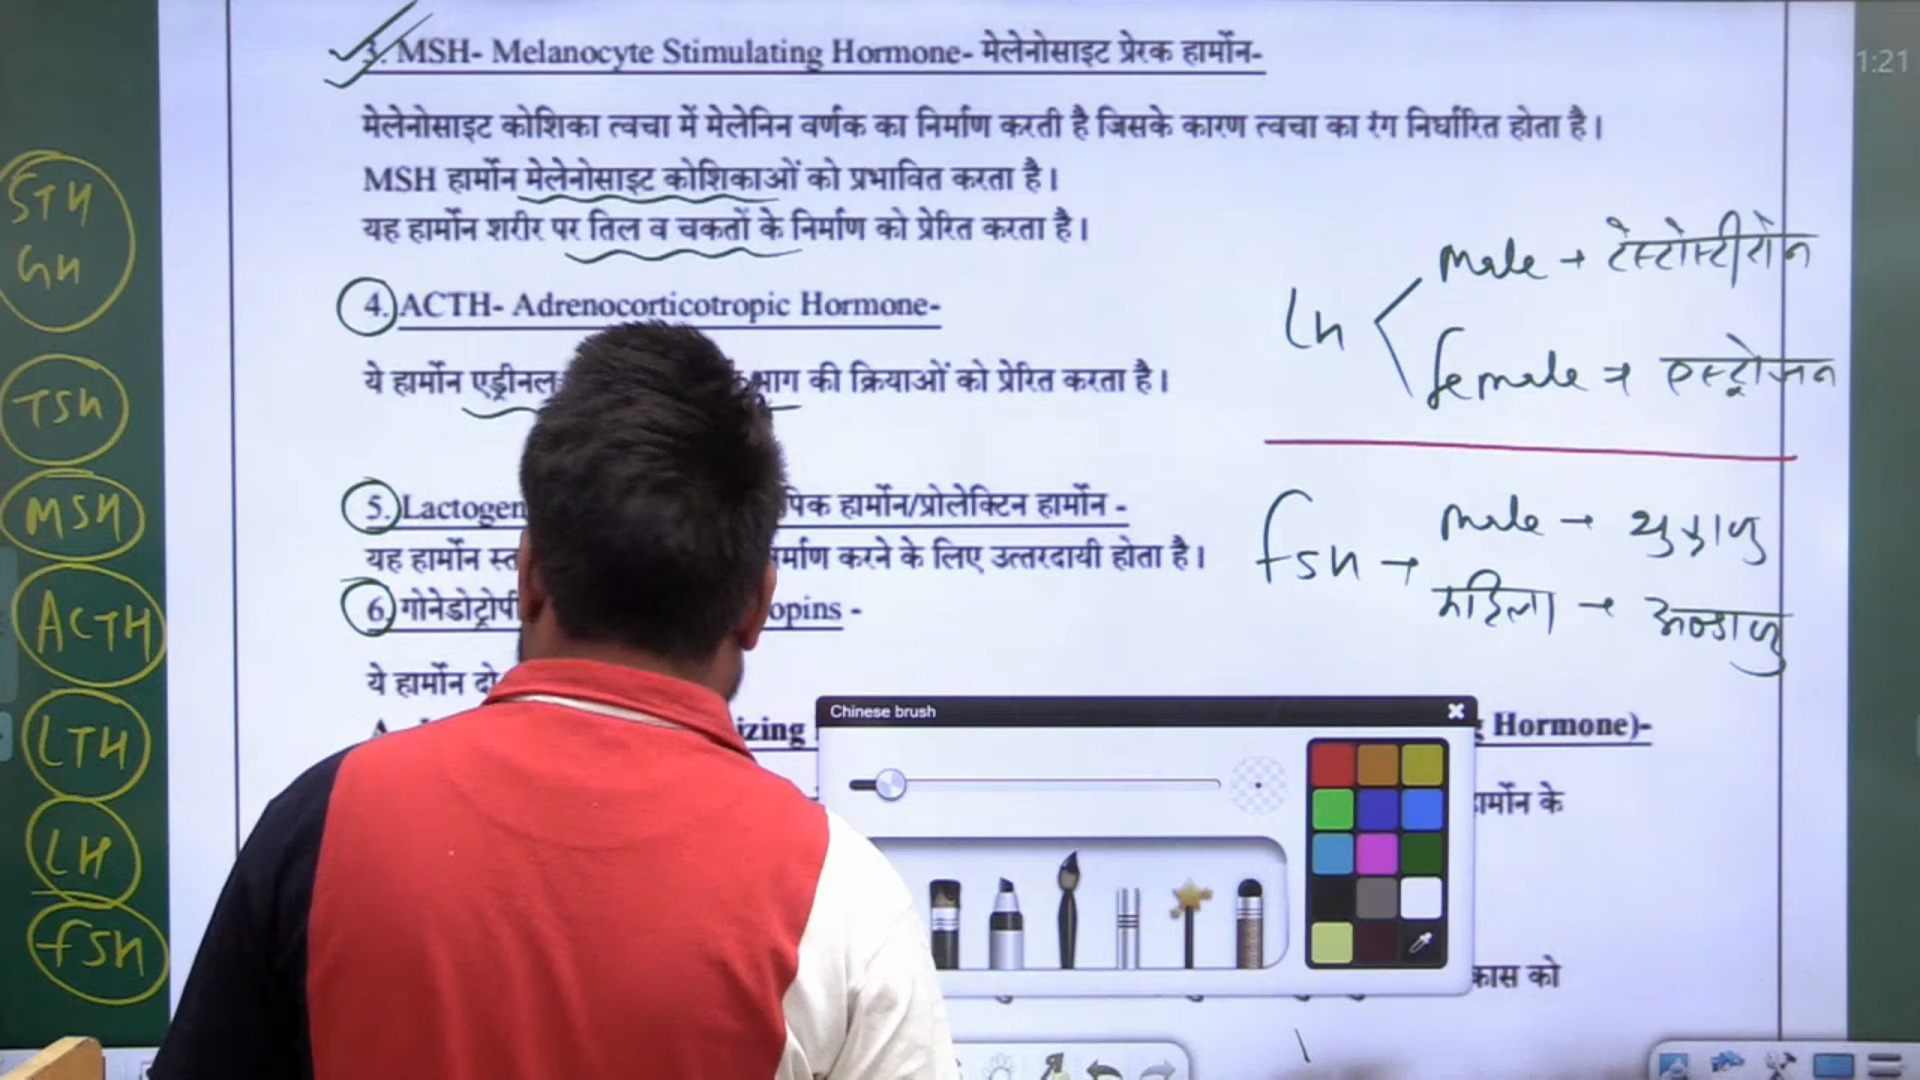 3. MSH- Melanocyte Stimulating Hormone- मेलेनोसाइट प्रेरक हार्मोन-
1:21
मेलेनोसाइट कोशिका त्वचा में मेलेनिन वर्णक का निर्माण करती है जिसके कारण त्वचा का रंग निर्धारित होता है।
MSH हार्मोन मेलेनोसाइट कोशिकाओं को प्रभावित करता है।
यह हार्मोन शरीर पर तिल व चकतों के निर्माण को प्रेरित करता है।
4. ACTH- Adrenocorticotropic Hormone-
ये हार्मोन एड्रीनल भाग की क्रियाओं को प्रेरित करता है।
5. हार्मोन/प्रोलेक्टिन हार्मोन -
यह हार्मोन करने के लिए उत्तरदायी होता है।
6.
ये हार्मोन दो
Hormone)-
के
को
STH
GH
TSH
MSH
ACTH
LTH
LH
FSH
LH
male → टेस्टोस्टीरोन
female → एस्ट्रोजन
FSH →
male → शुक्राणु
महिला → अण्डाणु
Chinese brush